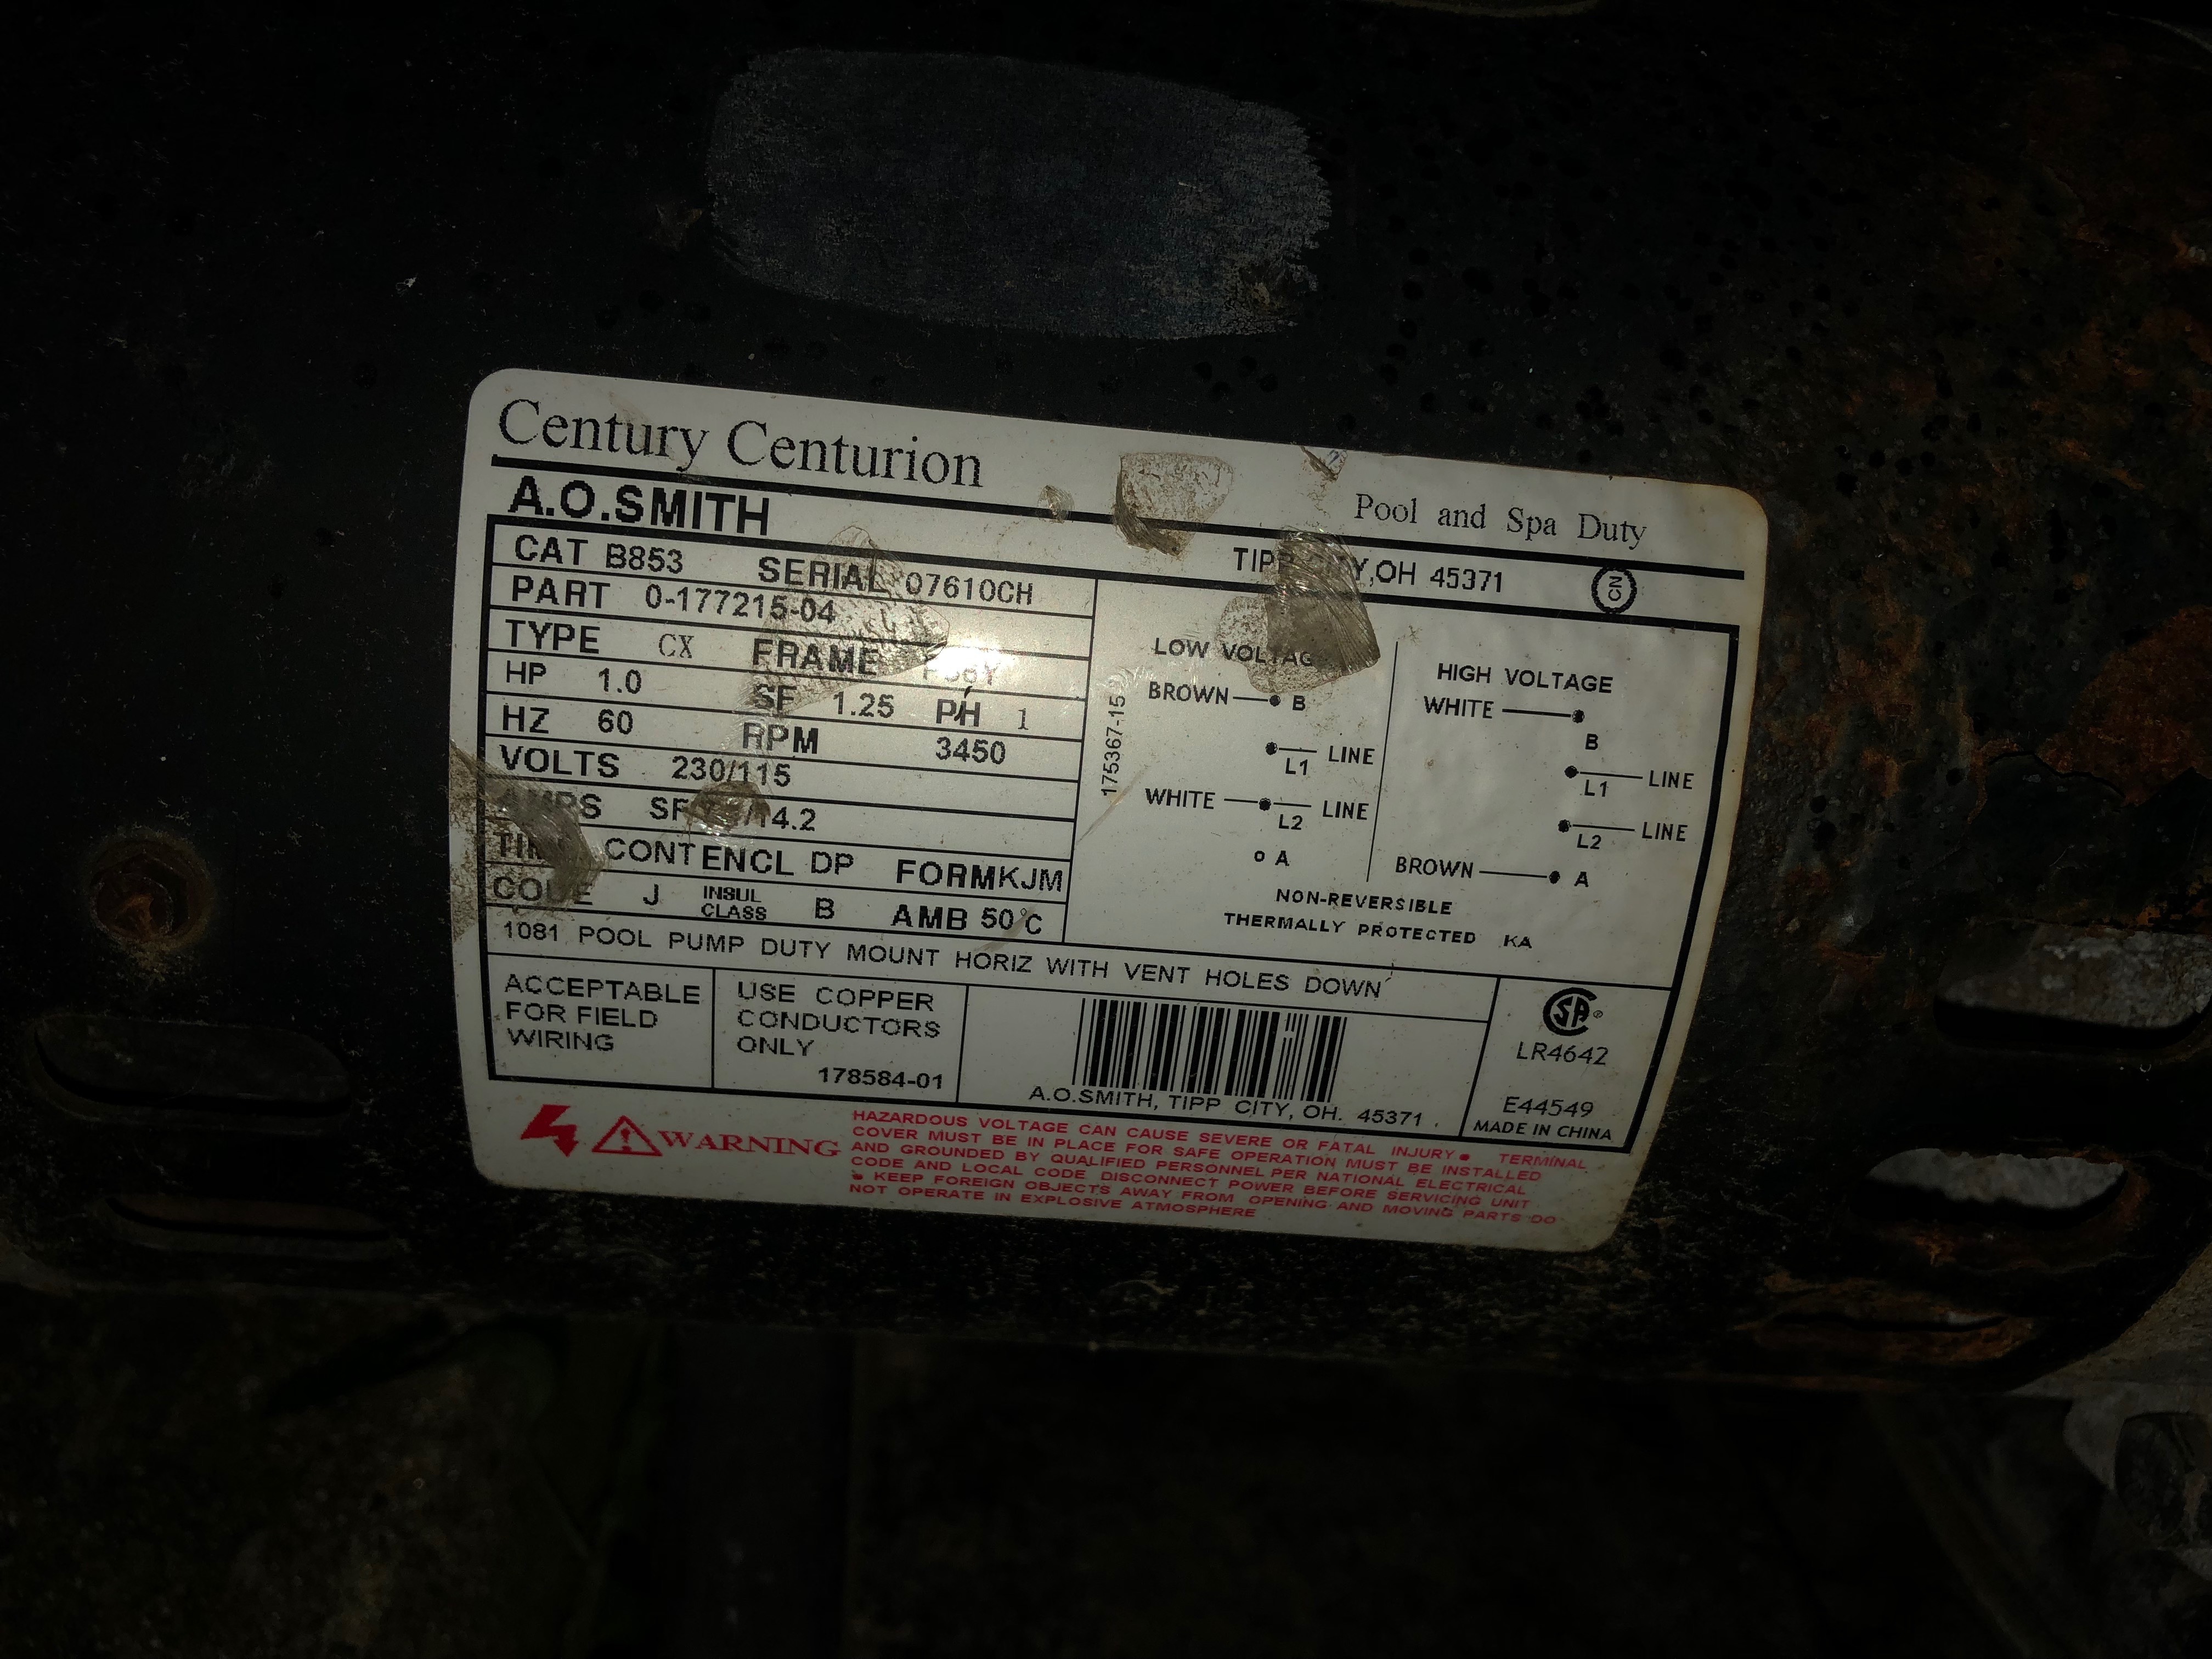 Century Centurion
Pool and Spa Duty
A.O.SMITH
OH 45371
CAT B853 SERIAL 07610CH
PART 0-177215-04
TYPE CX FRAME
HP 1.0 SF 1.25 PH 1
HZ 60 RPM 3450
VOLTS 230/115
AMPS SF 14.2
TIME CONT ENCL DP FORM KJM
CODE J INSUL CLASS B AMB 50°C
175367-15
LOW VOLTAGE
BROWN B
LINE
L1
WHITE LINE
L2
A
HIGH VOLTAGE
WHITE
B
LINE
L1
LINE
L2
BROWN A
NON-REVERSIBLE
THERMALLY PROTECTED KA
1081 POOL PUMP DUTY MOUNT HORIZ WITH VENT HOLES DOWN
ACCEPTABLE
FOR FIELD
WIRING
USE COPPER
CONDUCTORS
ONLY
178584-01
A.O.SMITH, TIPP CITY, OH. 45371
SA
LR4642
E44549
MADE IN CHINA
WARNING
HAZARDOUS VOLTAGE CAN CAUSE SEVERE OR FATAL INJURY● TERMINAL
COVER MUST BE IN PLACE FOR SAFE OPERATION MUST BE INSTALLED
AND GROUNDED BY QUALIFIED PERSONNEL PER NATIONAL ELECTRICAL
CODE AND LOCAL CODE DISCONNECT POWER BEFORE SERVICING UNIT
● KEEP FOREIGN OBJECTS AWAY FROM OPENING AND MOVING PARTS DO
NOT OPERATE IN EXPLOSIVE ATMOSPHERE